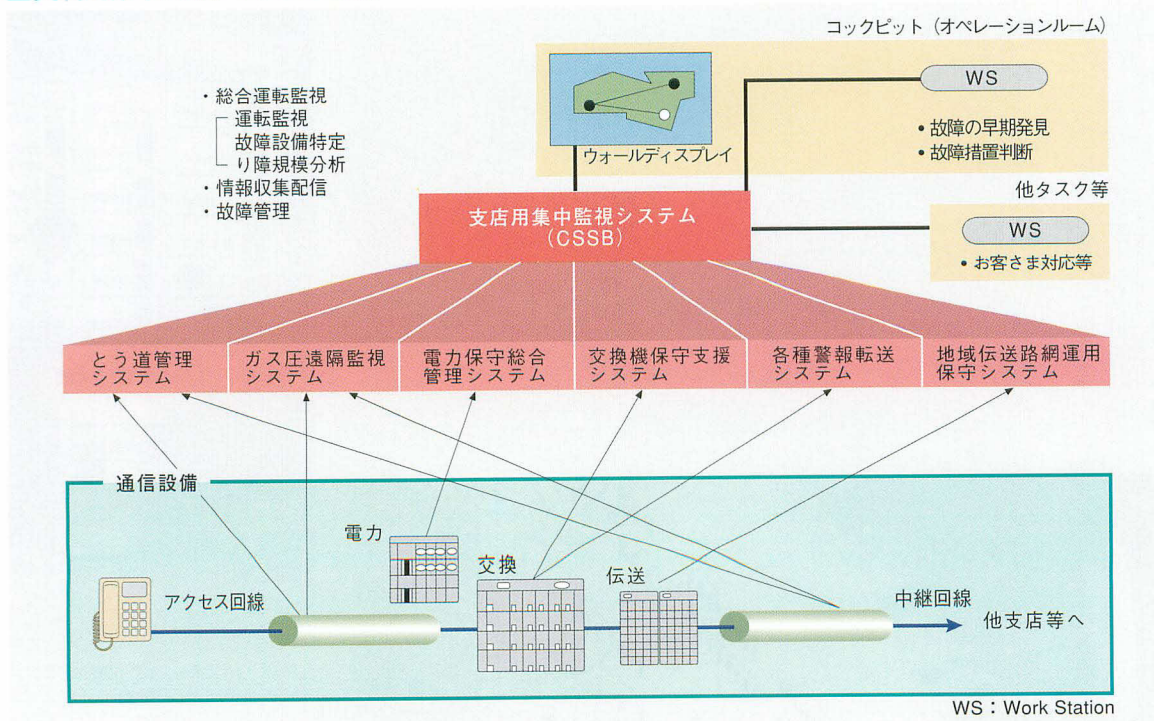 コックピット（オペレーションルーム）
・総合運転監視
運転監視
故障設備特定
り障規模分析
・情報収集配信
・故障管理
ウォールディスプレイ
WS
• 故障の早期発見
• 故障措置判断
他タスク等
WS
• お客さま対応等
支店用集中監視システム
（CSSB）
とう道管理
システム
ガス圧遠隔監視
システム
電力保守総合
管理システム
交換機保守支援
システム
各種警報転送
システム
地域伝送路網運用
保守システム
通信設備
電力
交換
伝送
アクセス回線
中継回線
他支店等へ
WS：Work Station